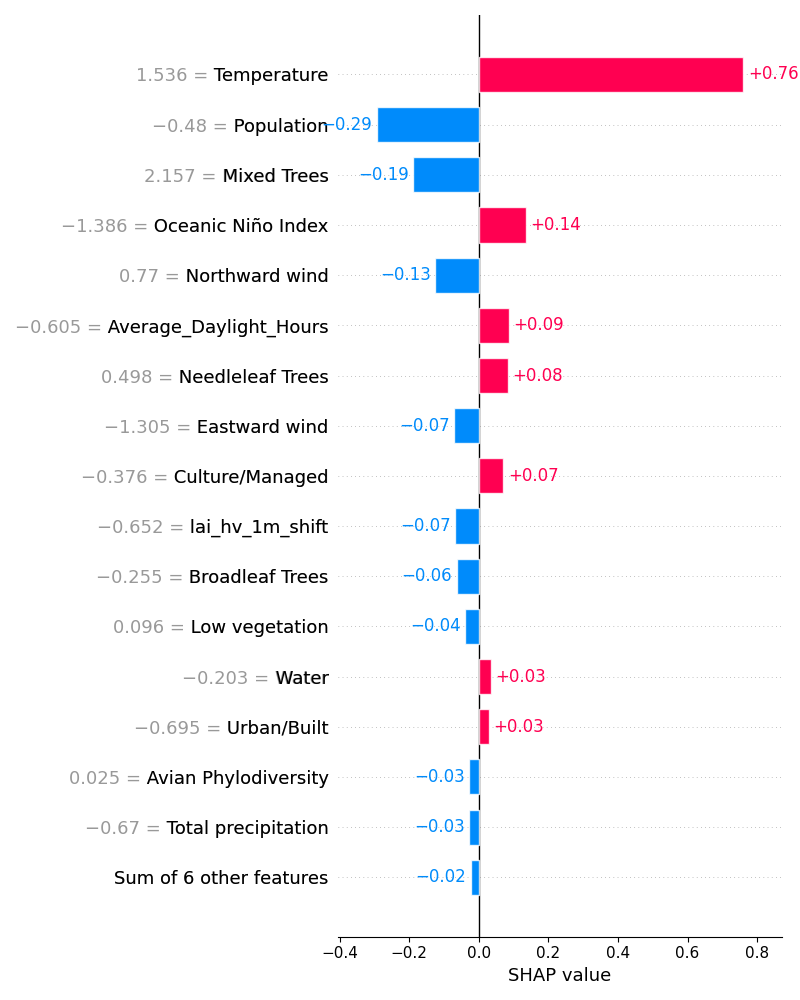 1.536 = Temperature +0.76
−0.48 = Population −0.29
2.157 = Mixed Trees −0.19
−1.386 = Oceanic Niño Index +0.14
0.77 = Northward wind −0.13
−0.605 = Average_Daylight_Hours +0.09
0.498 = Needleleaf Trees +0.08
−1.305 = Eastward wind −0.07
−0.376 = Culture/Managed +0.07
−0.652 = lai_hv_1m_shift −0.07
−0.255 = Broadleaf Trees −0.06
0.096 = Low vegetation −0.04
−0.203 = Water +0.03
−0.695 = Urban/Built +0.03
0.025 = Avian Phylodiversity −0.03
−0.67 = Total precipitation −0.03
Sum of 6 other features −0.02
−0.4 −0.2 0.0 0.2 0.4 0.6 0.8
SHAP value